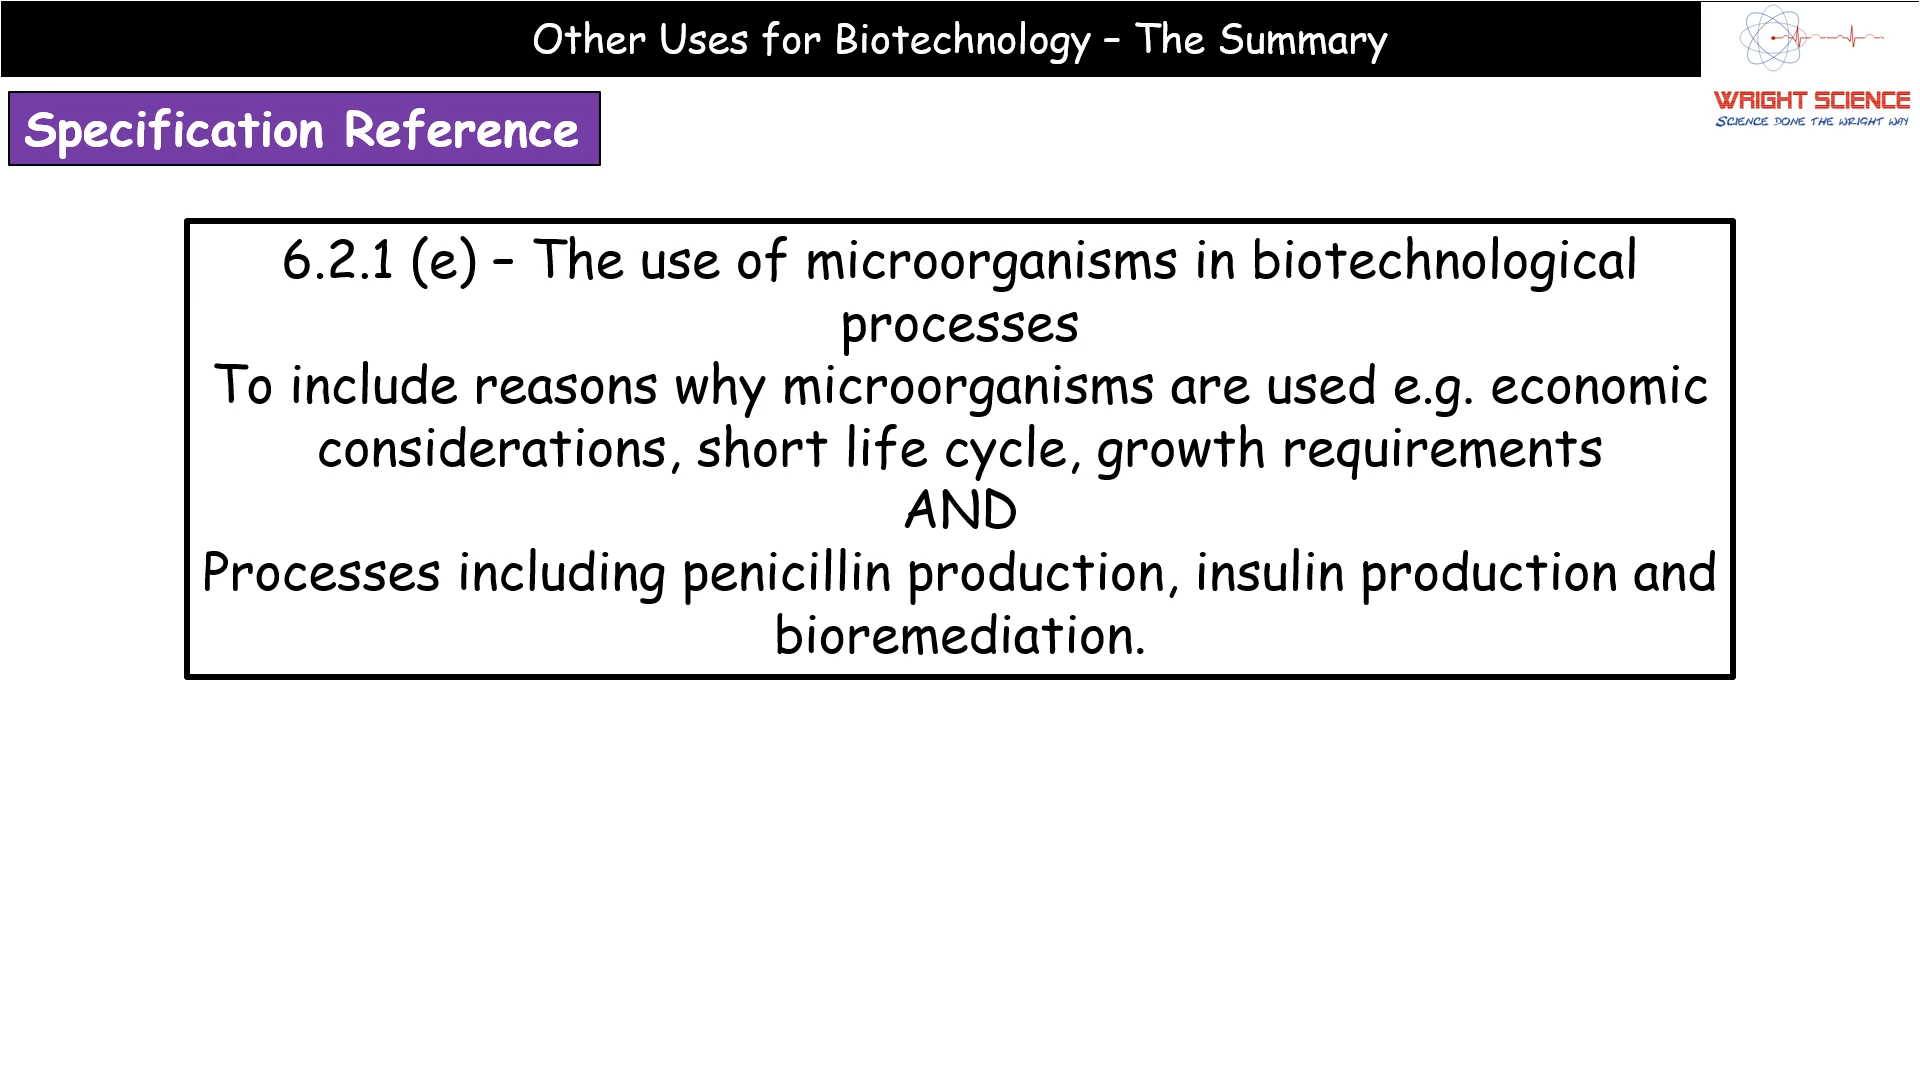 Other Uses for Biotechnology – The Summary
WRIGHT SCIENCE
SCIENCE DONE THE WRIGHT WAY
Specification Reference
6.2.1 (e) – The use of microorganisms in biotechnological
processes
To include reasons why microorganisms are used e.g. economic
considerations, short life cycle, growth requirements
AND
Processes including penicillin production, insulin production and
bioremediation.